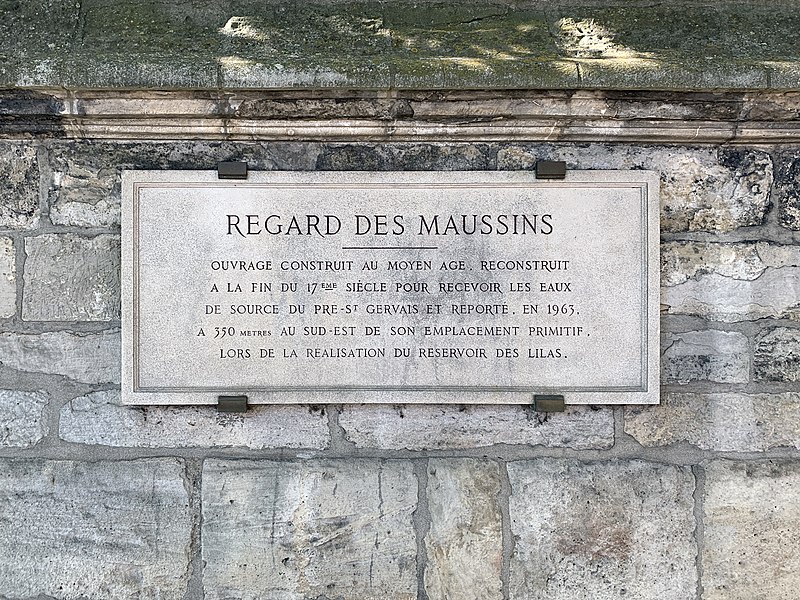 REGARD DES MAUSSINS
OUVRAGE CONSTRUIT AU MOYEN AGE, RECONSTRUIT
A LA FIN DU 17ÈME SIÈCLE POUR RECEVOIR LES EAUX
DE SOURCE DU PRÉ-ST GERVAIS ET REPORTÉ, EN 1963,
A 350 METRES AU SUD-EST DE SON EMPLACEMENT PRIMITIF,
LORS DE LA REALISATION DU RESERVOIR DES LILAS.